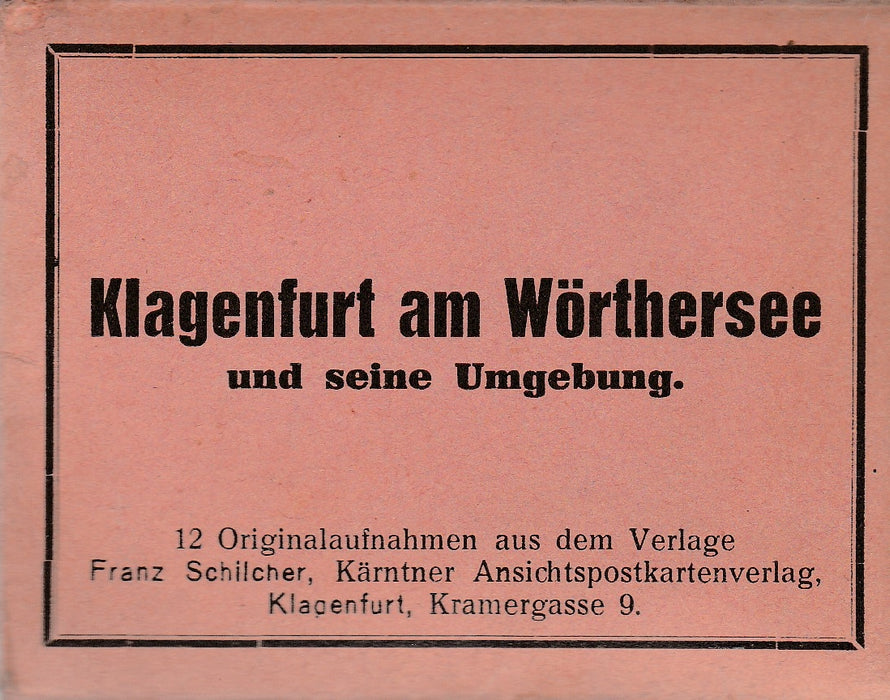 Klagenfurt am Wörthersee
und seine Umgebung.
12 Originalaufnahmen aus dem Verlage
Franz Schilcher, Kärntner Ansichtspostkartenverlag,
Klagenfurt, Kramergasse 9.